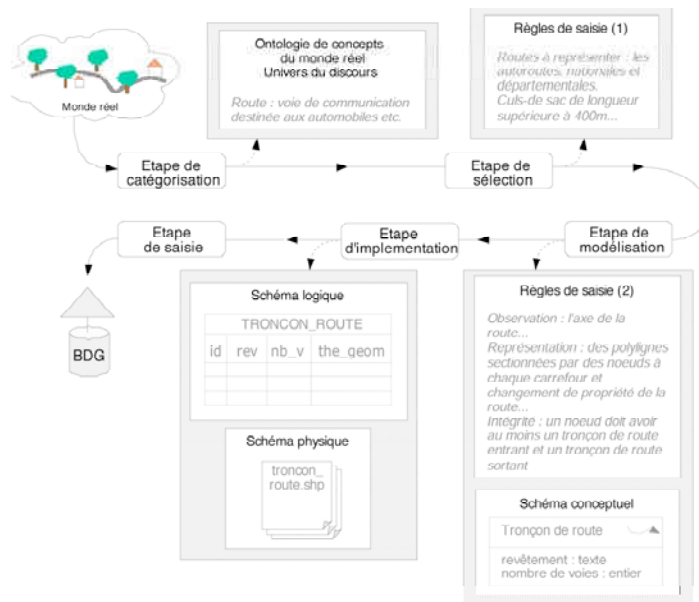 Monde réel
Ontologie de concepts
du monde réel
Univers du discours
Route : voie de communication
destinée aux automobiles etc.
Règles de saisie (1)
Routes à représenter : les
autoroutes, nationales et
départementales.
Culs-de sac de longueur
supérieure à 400m...
Etape de
catégorisation
Etape de
sélection
Etape
de saisie
Etape
d'implementation
Etape de
modélisation
BDG
Schéma logique
TRONCON_ROUTE
id rev nb_v the_geom
Schéma physique
troncon_
route.shp
Règles de saisie (2)
Observation : l'axe de la
route...
Représentation : des polylignes
sectionnées par des noeuds à
chaque carrefour et
changement de propriété de la
route...
Intégrité : un noeud doit avoir
au moins un tronçon de route
entrant et un tronçon de route
sortant
Schéma conceptuel
Tronçon de route
revêtement : texte
nombre de voies : entier